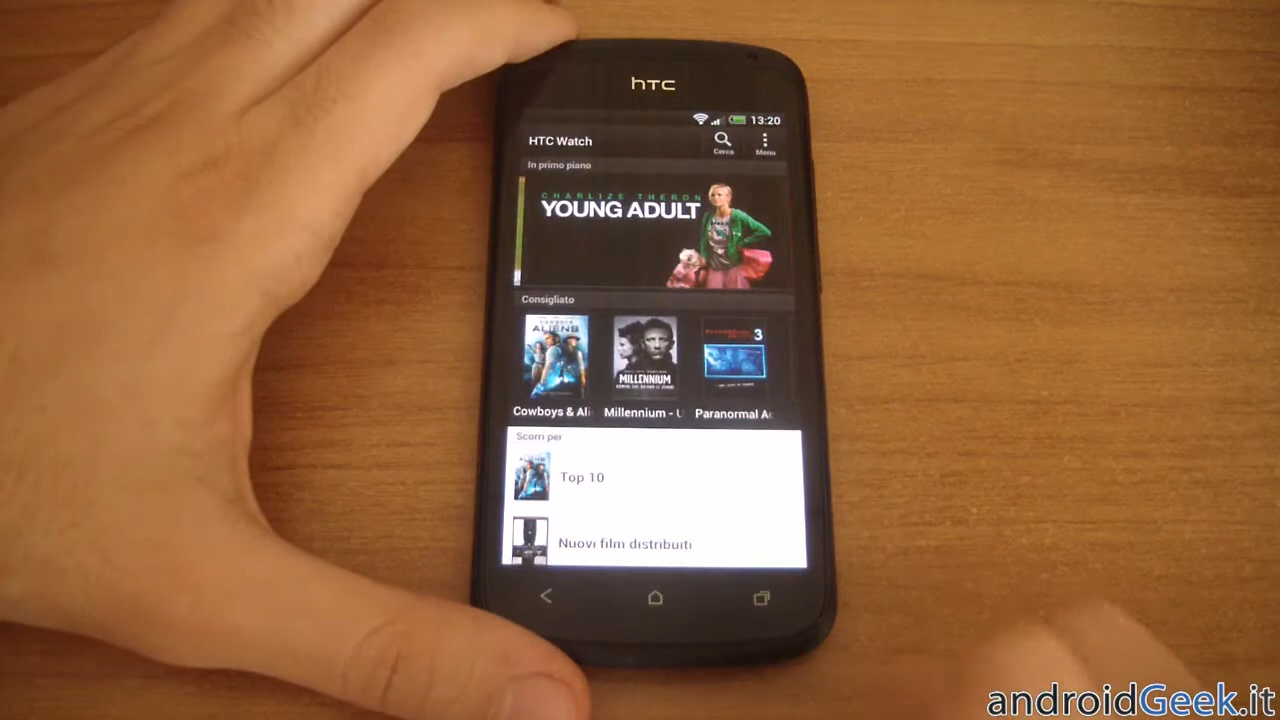 hTC
13:20
HTC Watch
Cerca
Menu
In primo piano
CHARLIZE THERON
YOUNG ADULT
Consigliato
ALIENS
MILLENNIUM
3
Cowboys & Ali
Millennium - U
Paranormal Ac
Scorri per
Top 10
Nuovi film distribuiti
androidGeek.it